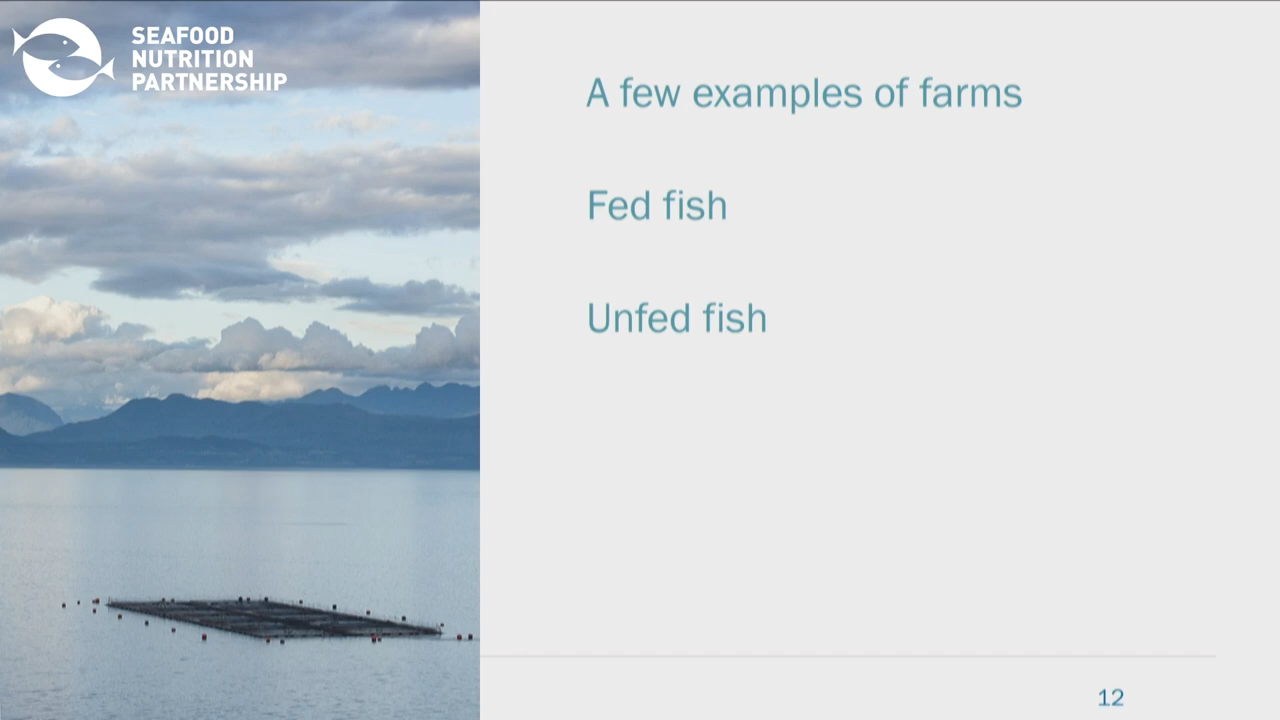 SEAFOOD
NUTRITION
PARTNERSHIP
A few examples of farms
Fed fish
Unfed fish
12